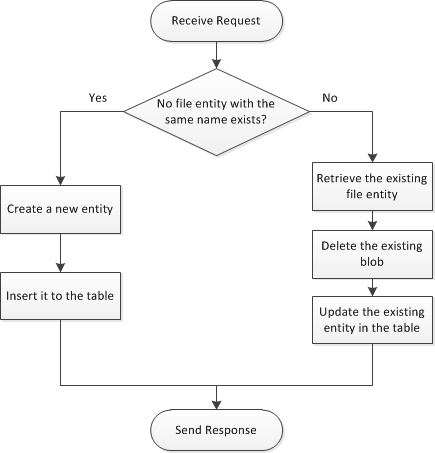 Receive Request
Yes
No file entity with the
same name exists?
No
Create a new entity
Insert it to the table
Retrieve the existing
file entity
Delete the existing
blob
Update the existing
entity in the table
Send Response